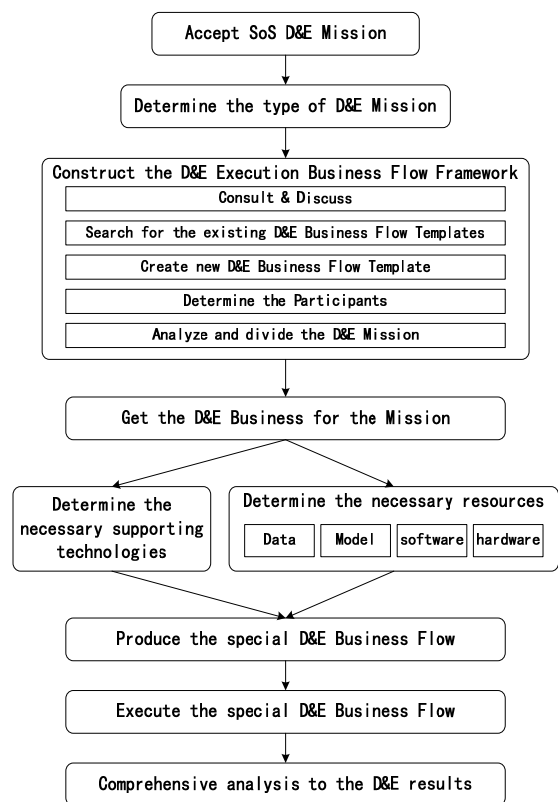 Accept SoS D&E Mission
Determine the type of D&E Mission
Construct the D&E Execution Business Flow Framework
Consult & Discuss
Search for the existing D&E Business Flow Templates
Create new D&E Business Flow Template
Determine the Participants
Analyze and divide the D&E Mission
Get the D&E Business for the Mission
Determine the
necessary supporting
technologies
Determine the necessary resources
Data
Model
software
hardware
Produce the special D&E Business Flow
Execute the special D&E Business Flow
Comprehensive analysis to the D&E results